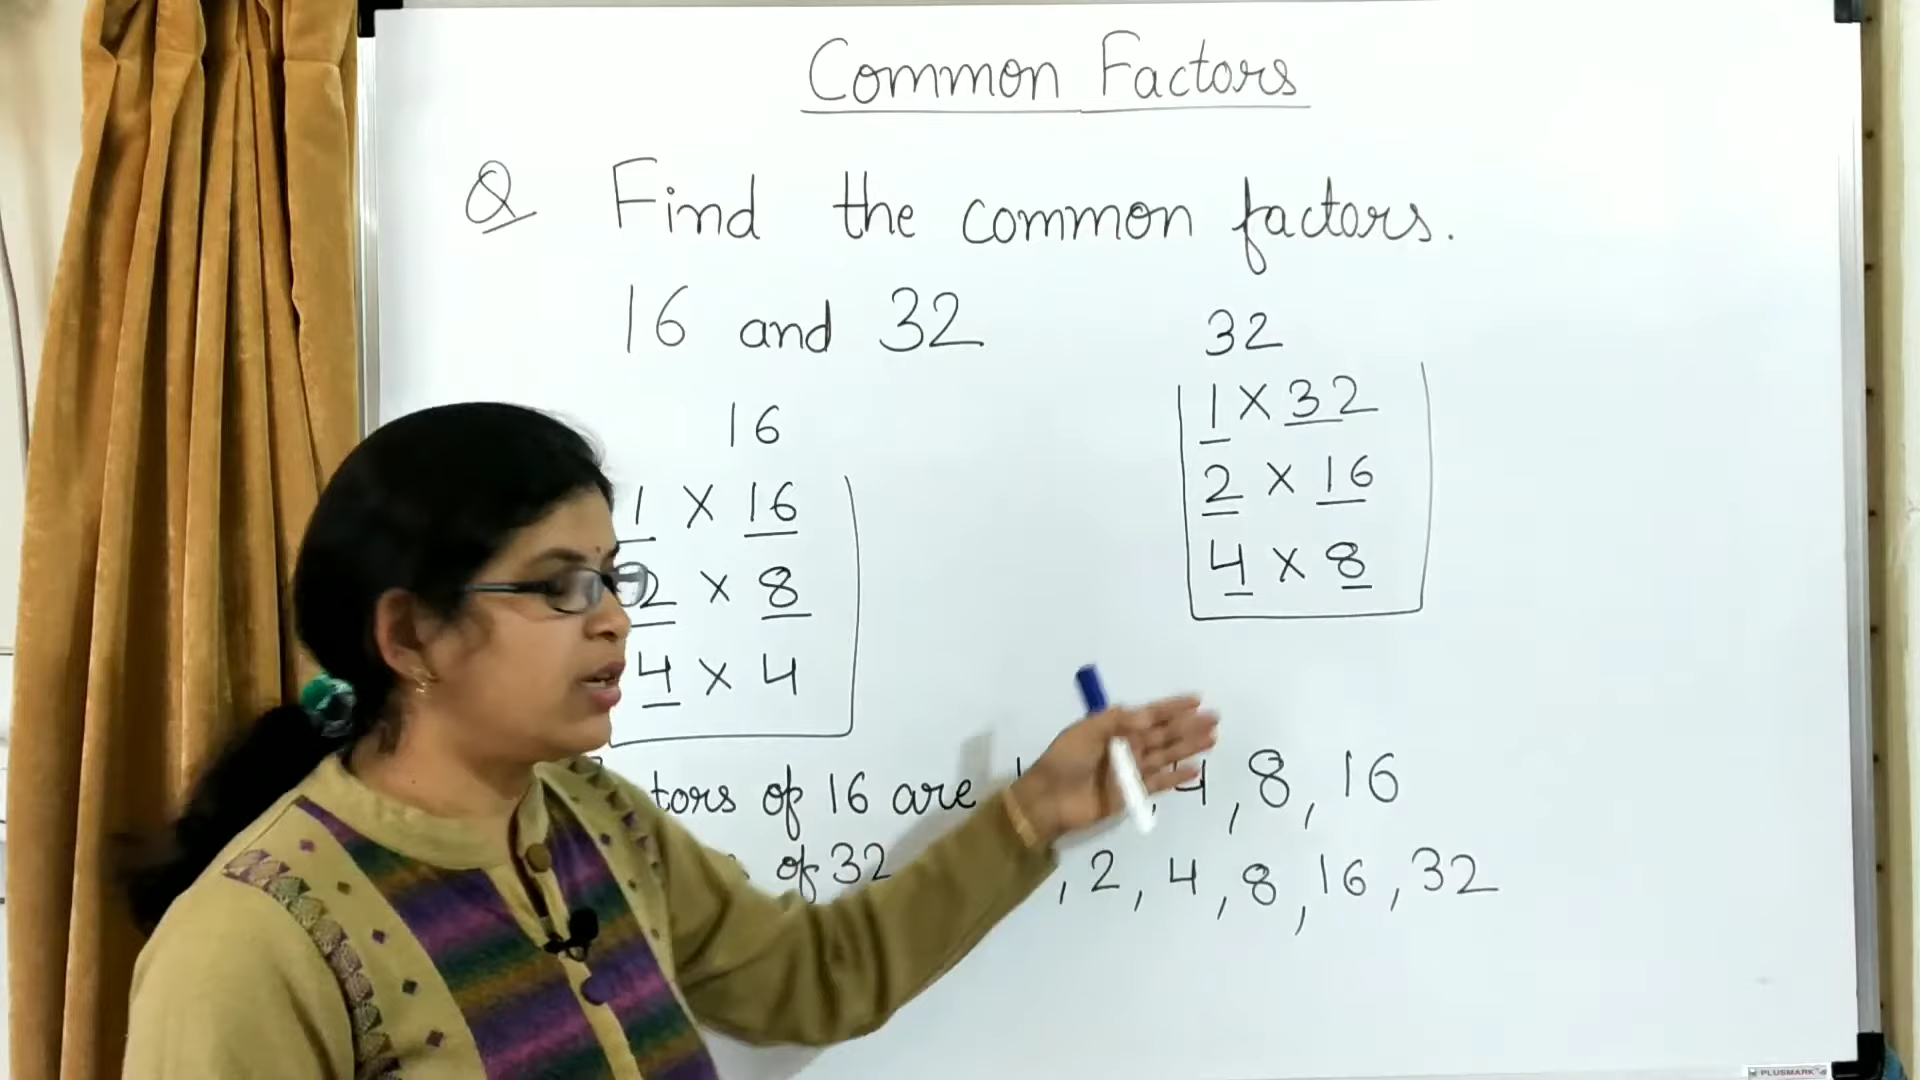 Common Factors
Q Find the common factors.
16 and 32
32
1 X 32
2 X 16
4 X 8
16
1 X 16
2 X 8
4 X 4
tors of 16 are , 4, 8, 16
of 32 , 2, 4, 8, 16, 32
PLUSMARK